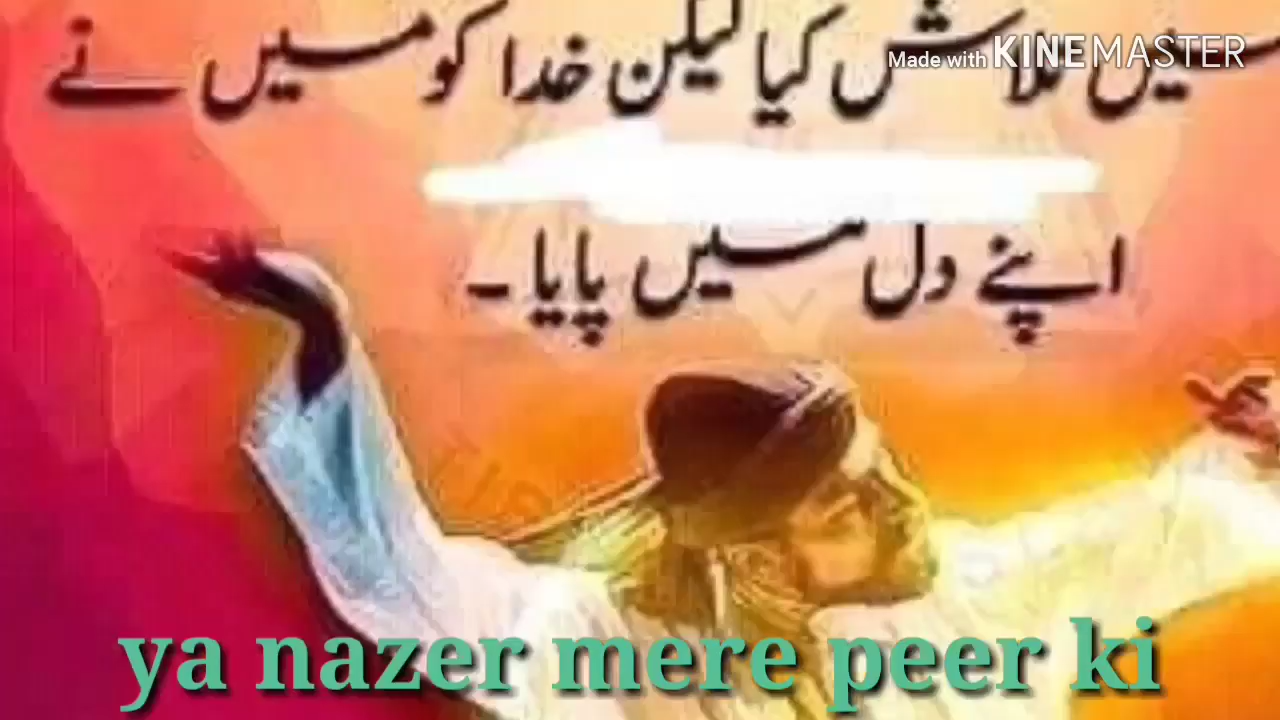 میں تلاش کیا لیکن خدا کو میں نے
Made with KINEMASTER
اپنے دل میں پایا ۔
ya nazer mere peer ki